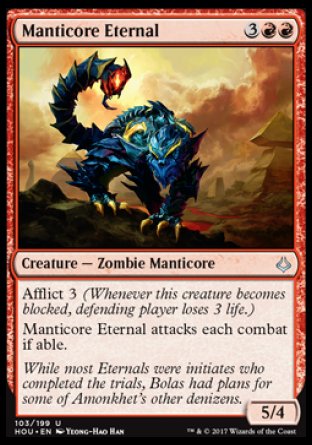 Manticore Eternal 3
Creature — Zombie Manticore
Afflict 3 (Whenever this creature becomes
blocked, defending player loses 3 life.)
Manticore Eternal attacks each combat
if able.
While most Eternals were initiates who
completed the trials, Bolas had plans for
some of Amonkhet's other denizens.
5/4
103/199 U
HOU • EN Yeong-Hao Han
™ & © 2017 Wizards of the Coast